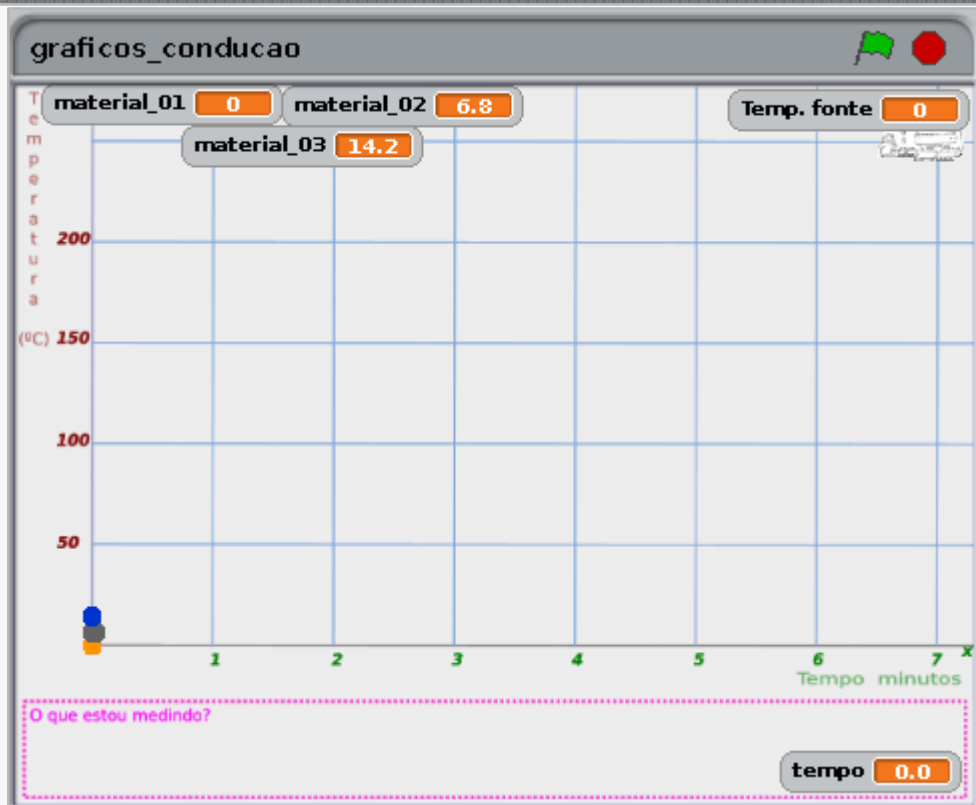 graficos_conducao
material_01 0
material_02 6.8
Temp. fonte 0
material_03 14.2
Temperatura
(ºC)
200
150
100
50
1 2 3 4 5 6 7 x
Tempo minutos
O que estou medindo?
tempo 0.0